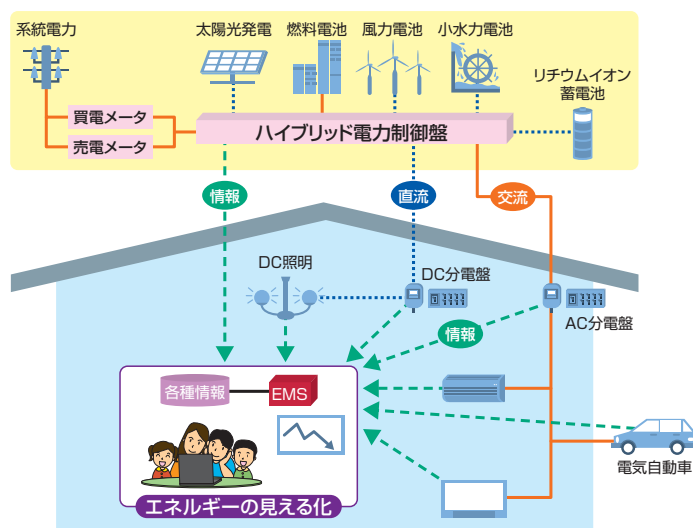 系統電力
太陽光発電
燃料電池
風力電池
小水力電池
リチウムイオン
蓄電池
買電メータ
売電メータ
ハイブリッド電力制御盤
情報
直流
交流
DC照明
DC分電盤
AC分電盤
情報
各種情報
EMS
電気自動車
エネルギーの見える化